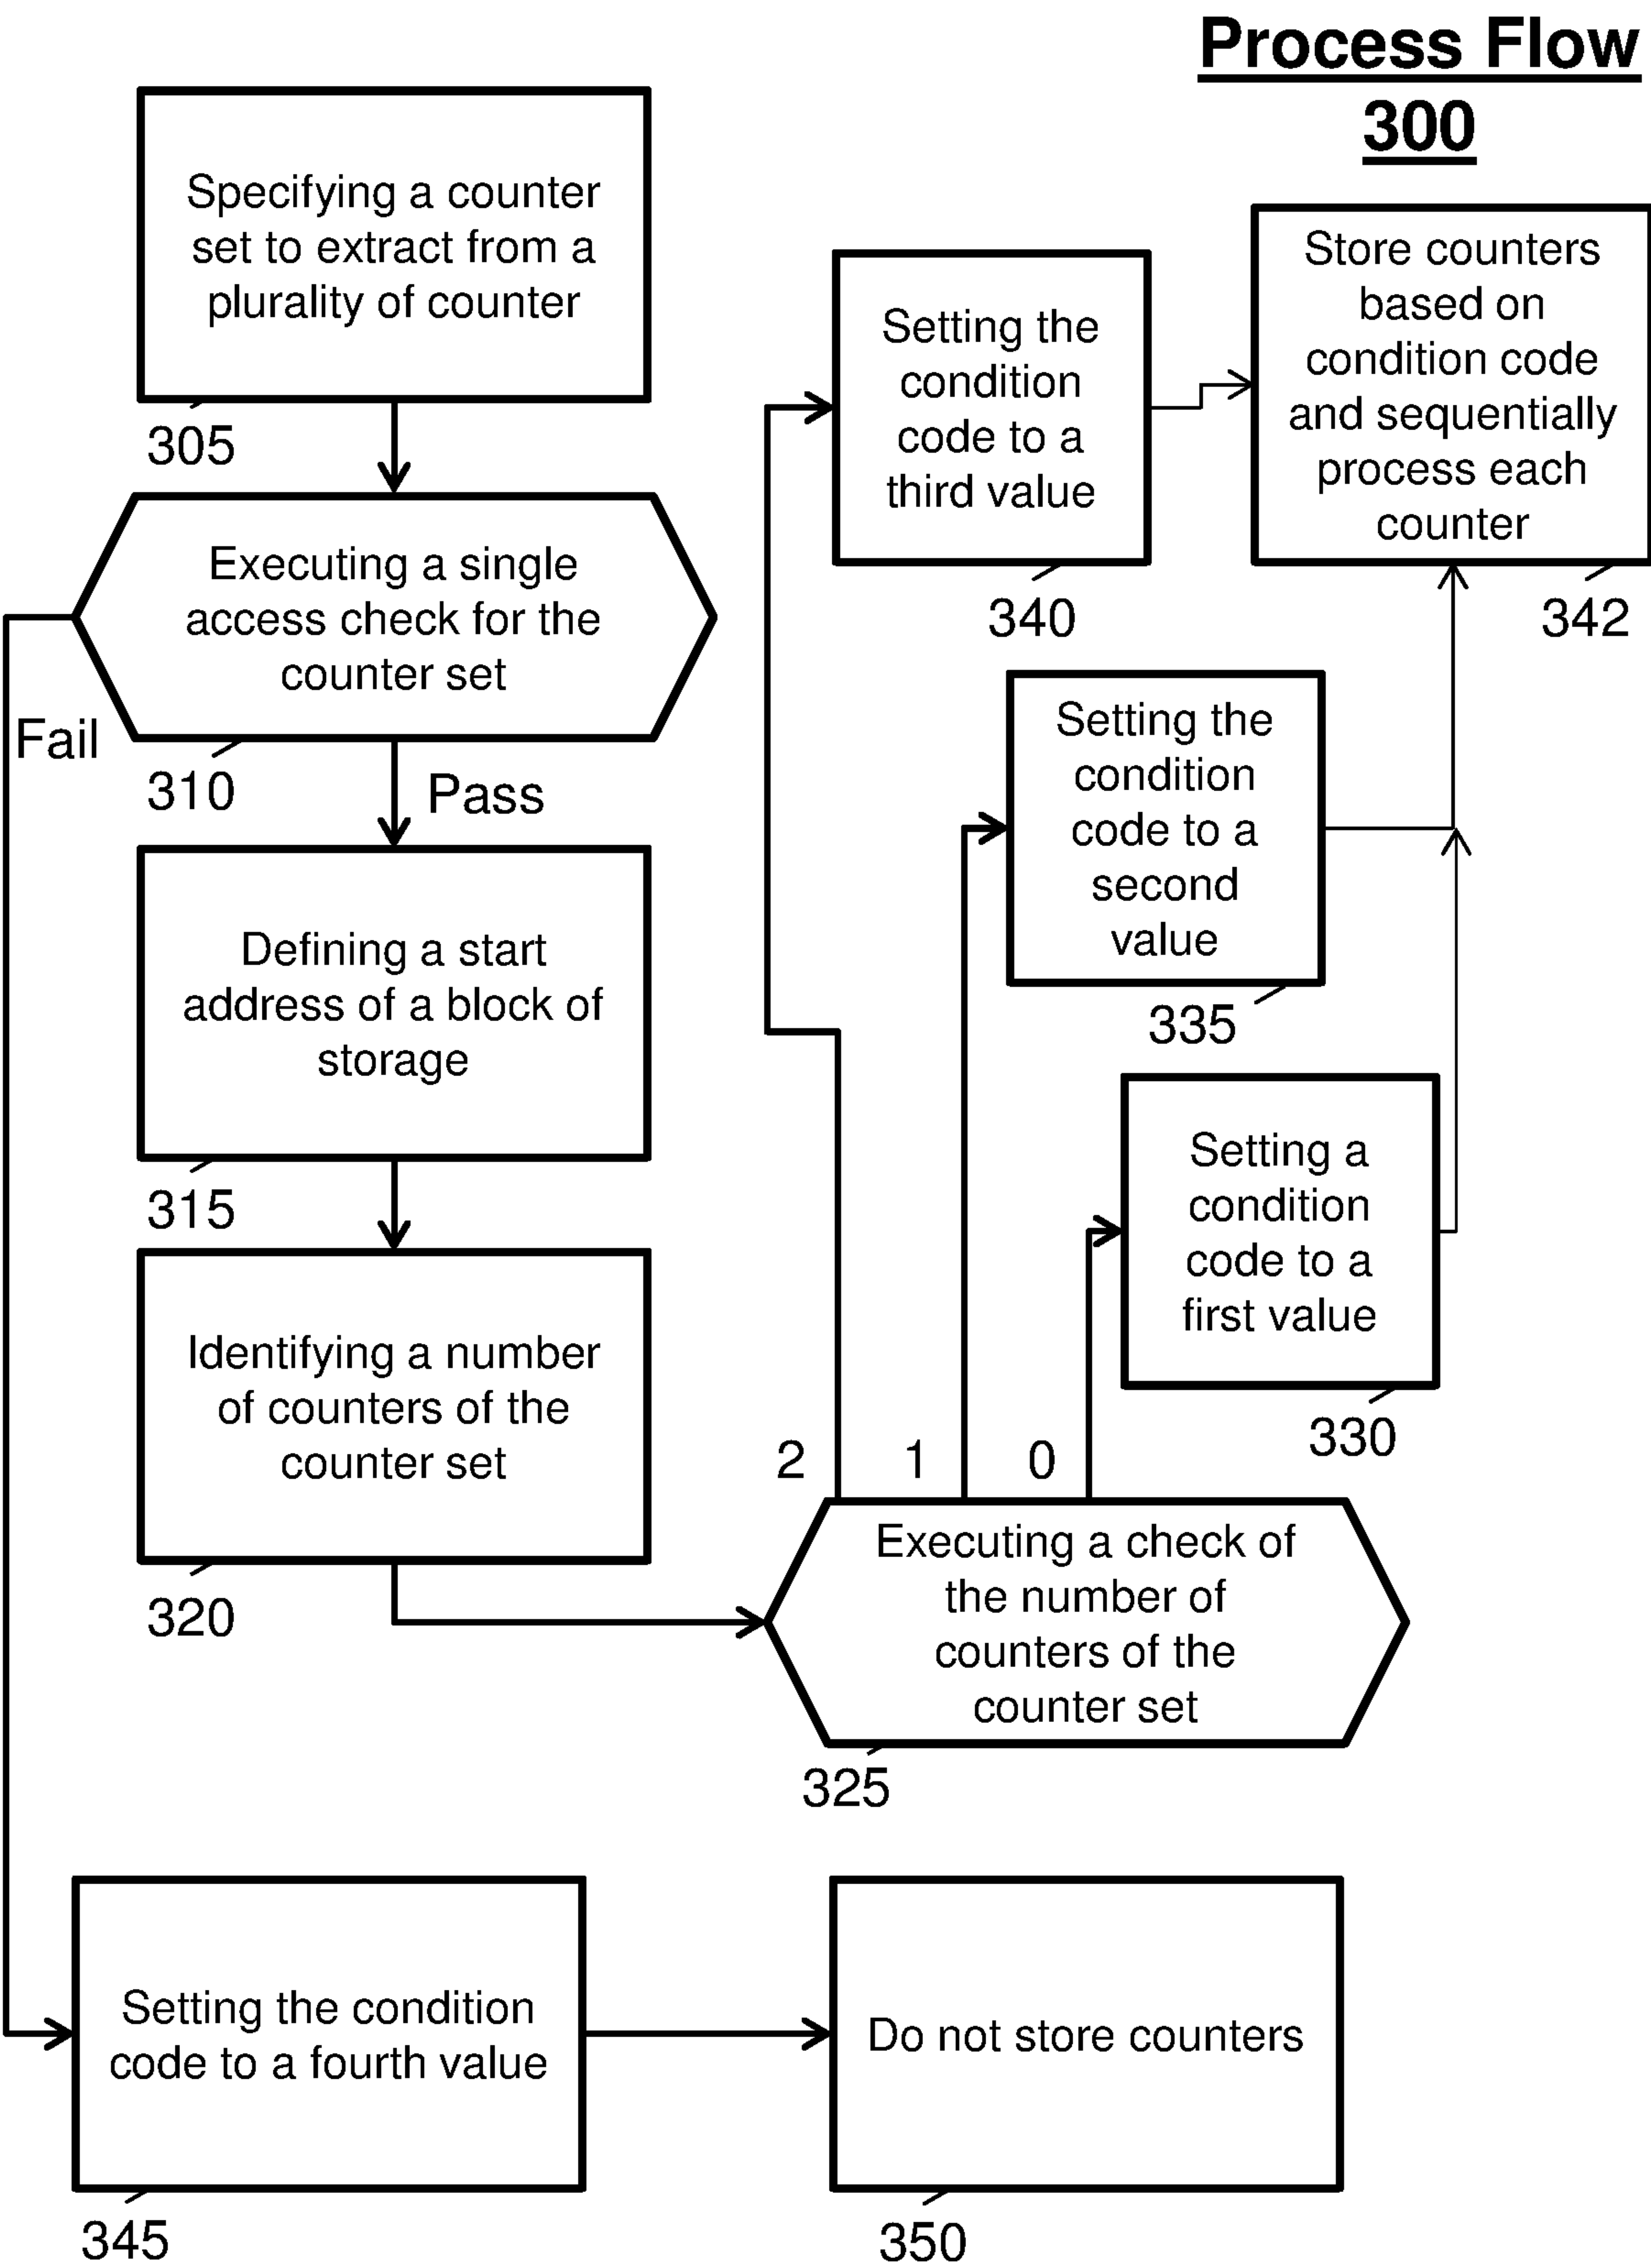 Process Flow
300
Specifying a counter
set to extract from a
plurality of counter
305
Executing a single
access check for the
counter set
Fail
310
Pass
Defining a start
address of a block of
storage
315
Identifying a number
of counters of the
counter set
320
Executing a check of
the number of
counters of the
counter set
325
2
1
0
Setting a
condition
code to a
first value
330
Setting the
condition
code to a
second
value
335
Setting the
condition
code to a
third value
340
Store counters
based on
condition code
and sequentially
process each
counter
342
Setting the condition
code to a fourth value
345
Do not store counters
350